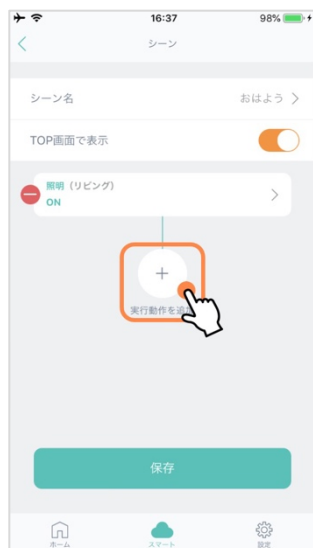 16:37
98%
シーン
シーン名
おはよう
TOP画面で表示
照明（リビング）
ON
実行動作を追
保存
ホーム
スマート
設定